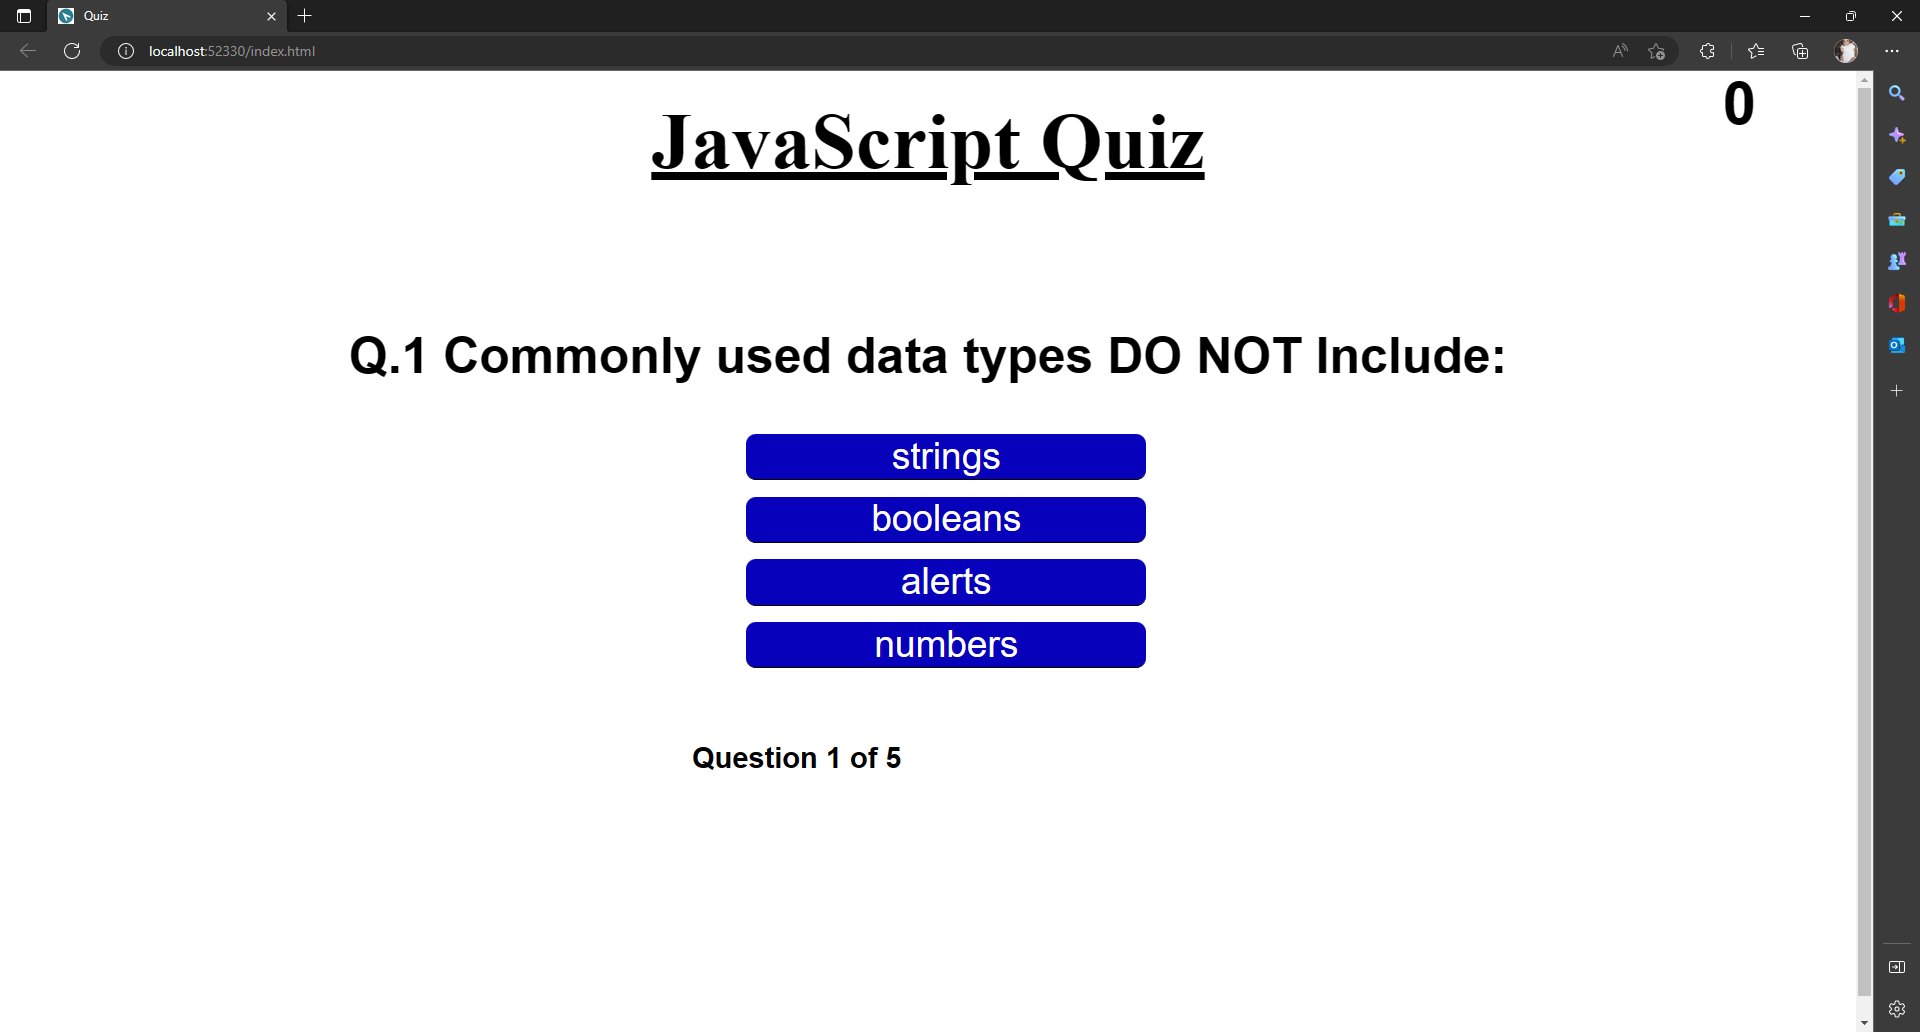 Quiz
localhost:52330/index.html
0
JavaScript Quiz
Q.1 Commonly used data types DO NOT Include:
strings
booleans
alerts
numbers
Question 1 of 5